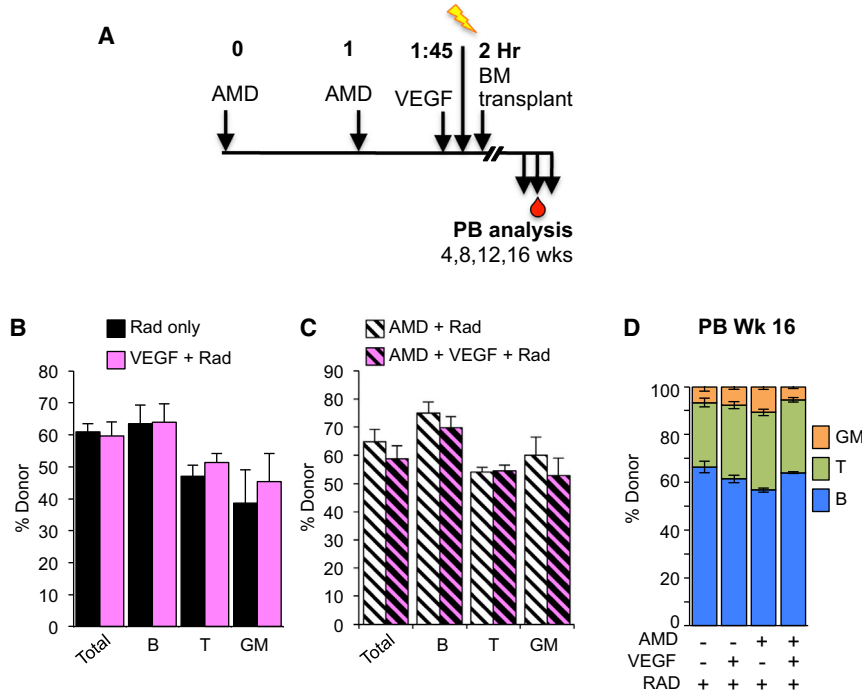 A
0 1 1:45 2 Hr
AMD AMD VEGF BM
transplant
PB analysis
4,8,12,16 wks
B
Rad only
VEGF + Rad
% Donor
80
70
60
50
40
30
20
10
0
Total B T GM
C
AMD + Rad
AMD + VEGF + Rad
% Donor
90
80
70
60
50
40
30
20
10
0
Total B T GM
D PB Wk 16
% Donor
100
80
60
40
20
0
GM
T
B
AMD - - + +
VEGF - + - +
RAD + + + +